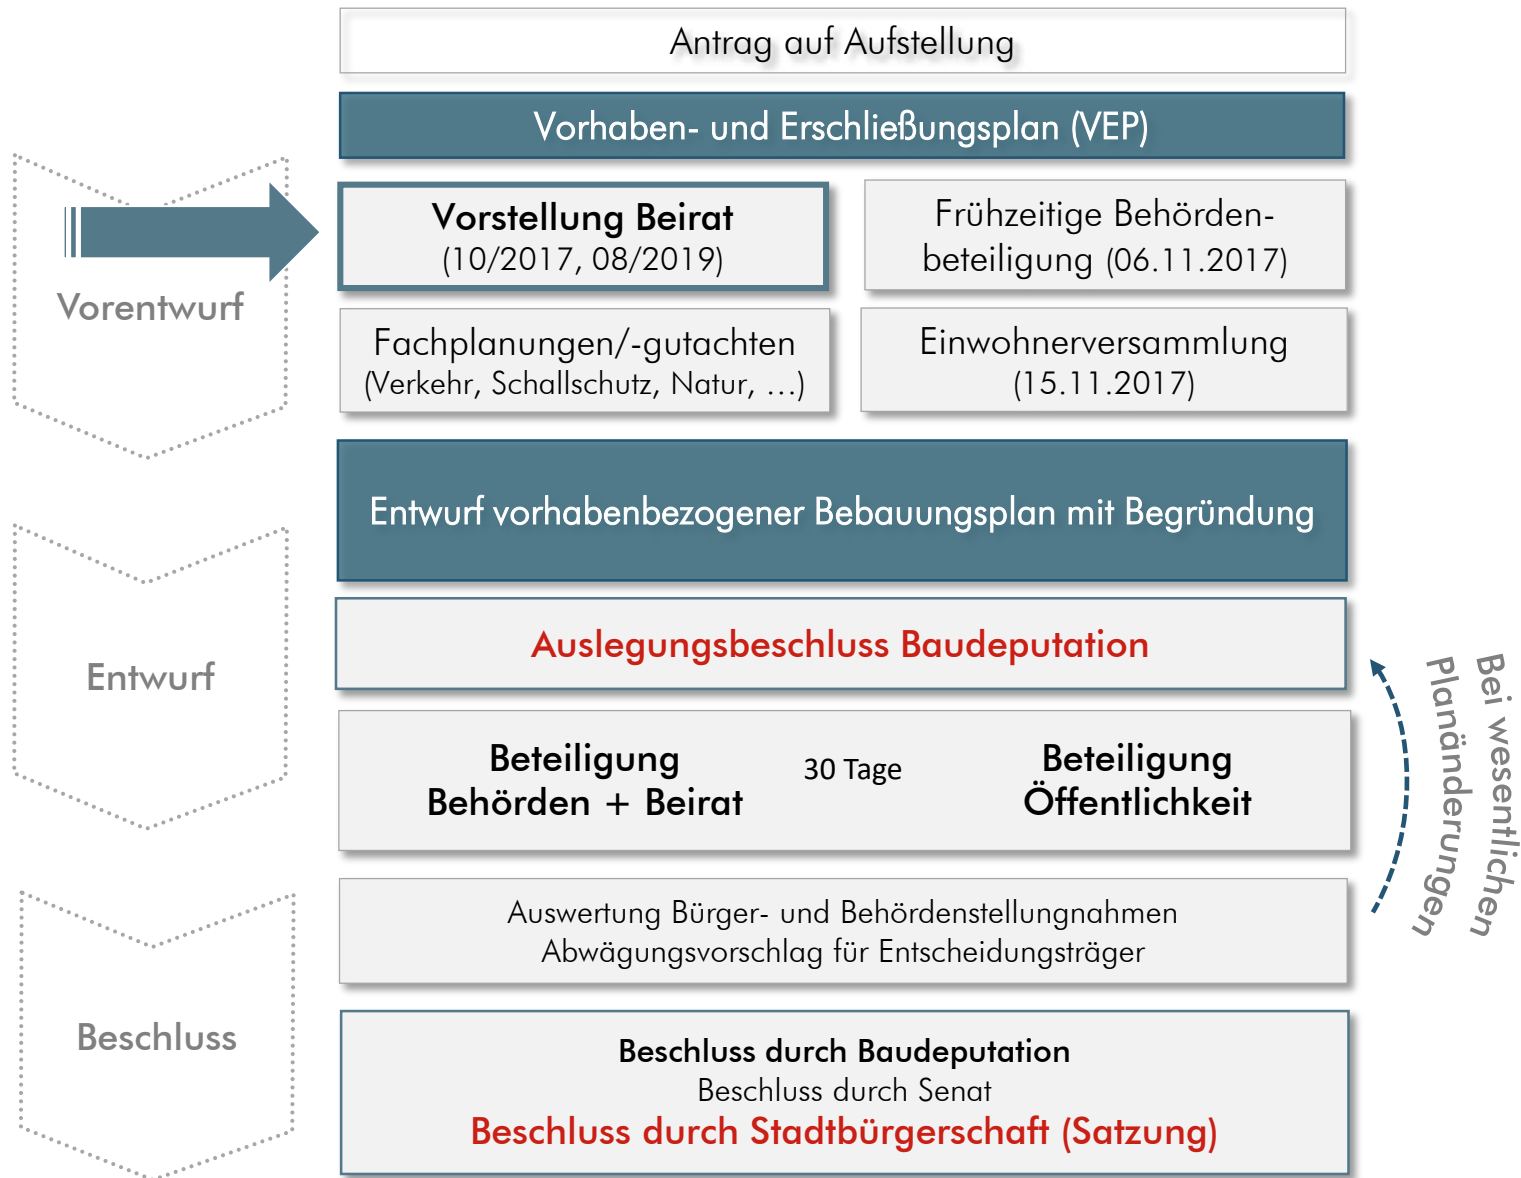 Antrag auf Aufstellung
Vorhaben- und Erschließungsplan (VEP)
Vorentwurf
Vorstellung Beirat
(10/2017, 08/2019)
Frühzeitige Behörden-
beteiligung (06.11.2017)
Fachplanungen/-gutachten
(Verkehr, Schallschutz, Natur, ...)
Einwohnerversammlung
(15.11.2017)
Entwurf vorhabenbezogener Bebauungsplan mit Begründung
Entwurf
Auslegungsbeschluss Baudeputation
Beteiligung
Behörden + Beirat
30 Tage
Beteiligung
Öffentlichkeit
Bei wesentlichen
Planänderungen
Auswertung Bürger- und Behördenstellungnahmen
Abwägungsvorschlag für Entscheidungsträger
Beschluss
Beschluss durch Baudeputation
Beschluss durch Senat
Beschluss durch Stadtbürgerschaft (Satzung)